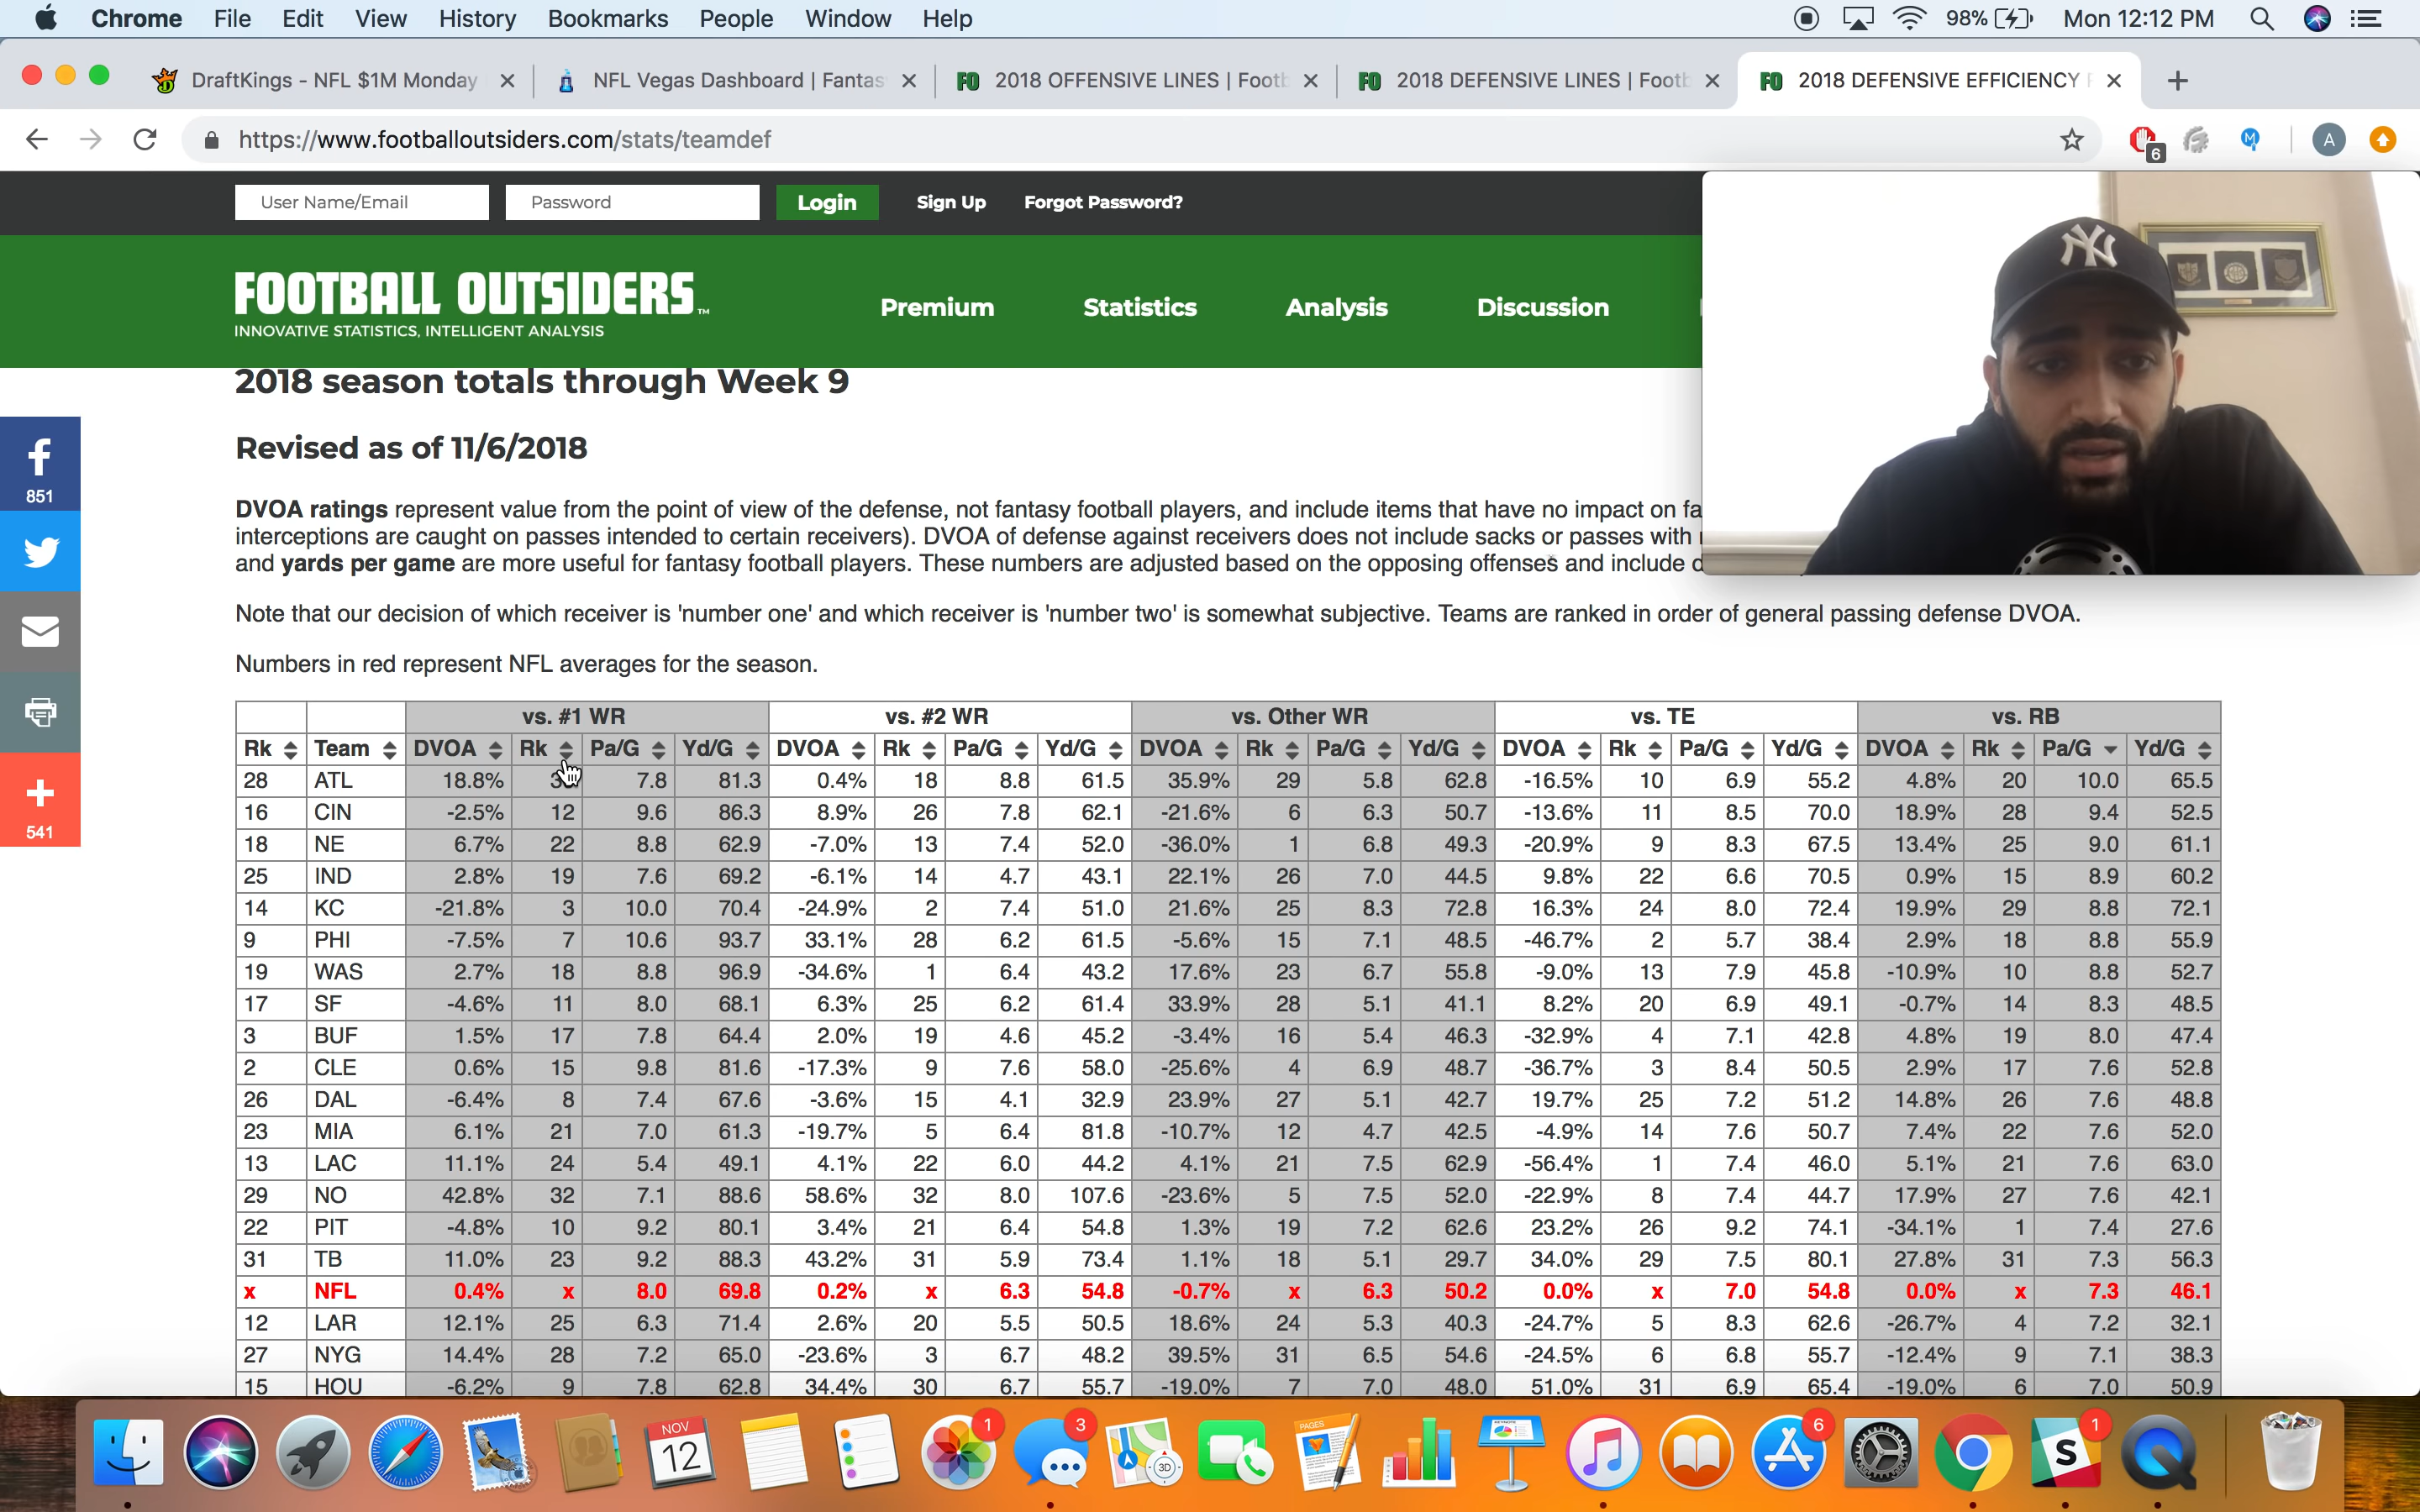 Chrome File Edit View History Bookmarks People Window Help 98% Mon 12:12 PM
DraftKings - NFL $1M Monday NFL Vegas Dashboard | Fantas FO 2018 OFFENSIVE LINES | Footb FO 2018 DEFENSIVE LINES | Footb FO 2018 DEFENSIVE EFFICIENCY
https://www.footballoutsiders.com/stats/teamdef 6 M A
User Name/Email Password Login Sign Up Forgot Password?
NY
FOOTBALL OUTSIDERS™ Premium Statistics Analysis Discussion
INNOVATIVE STATISTICS, INTELLIGENT ANALYSIS
2018 season totals through Week 9
Revised as of 11/6/2018
f
851
DVOA ratings represent value from the point of view of the defense, not fantasy football players, and include items that have no impact on fa
interceptions are caught on passes intended to certain receivers). DVOA of defense against receivers does not include sacks or passes with
and yards per game are more useful for fantasy football players. These numbers are adjusted based on the opposing offenses and include
Note that our decision of which receiver is 'number one' and which receiver is 'number two' is somewhat subjective. Teams are ranked in order of general passing defense DVOA.
Numbers in red represent NFL averages for the season.
541
vs. #1 WR vs. #2 WR vs. Other WR vs. TE vs. RB
Rk Team DVOA Rk Pa/G Yd/G DVOA Rk Pa/G Yd/G DVOA Rk Pa/G Yd/G DVOA Rk Pa/G Yd/G DVOA Rk Pa/G Yd/G
28 ATL 18.8% 7.8 81.3 0.4% 18 8.8 61.5 35.9% 29 5.8 62.8 -16.5% 10 6.9 55.2 4.8% 20 10.0 65.5
16 CIN -2.5% 12 9.6 86.3 8.9% 26 7.8 62.1 -21.6% 6 6.3 50.7 -13.6% 11 8.5 70.0 18.9% 28 9.4 52.5
18 NE 6.7% 22 8.8 62.9 -7.0% 13 7.4 52.0 -36.0% 1 6.8 49.3 -20.9% 9 8.3 67.5 13.4% 25 9.0 61.1
25 IND 2.8% 19 7.6 69.2 -6.1% 14 4.7 43.1 22.1% 26 7.0 44.5 9.8% 22 6.6 70.5 0.9% 15 8.9 60.2
14 KC -21.8% 3 10.0 70.4 -24.9% 2 7.4 51.0 21.6% 25 8.3 72.8 16.3% 24 8.0 72.4 19.9% 29 8.8 72.1
9 PHI -7.5% 7 10.6 93.7 33.1% 28 6.2 61.5 -5.6% 15 7.1 48.5 -46.7% 2 5.7 38.4 2.9% 18 8.8 55.9
19 WAS 2.7% 18 8.8 96.9 -34.6% 1 6.4 43.2 17.6% 23 6.7 55.8 -9.0% 13 7.9 45.8 -10.9% 10 8.8 52.7
17 SF -4.6% 11 8.0 68.1 6.3% 25 6.2 61.4 33.9% 28 5.1 41.1 8.2% 20 6.9 49.1 -0.7% 14 8.3 48.5
3 BUF 1.5% 17 7.8 64.4 2.0% 19 4.6 45.2 -3.4% 16 5.4 46.3 -32.9% 4 7.1 42.8 4.8% 19 8.0 47.4
2 CLE 0.6% 15 9.8 81.6 -17.3% 9 7.6 58.0 -25.6% 4 6.9 48.7 -36.7% 3 8.4 50.5 2.9% 17 7.6 52.8
26 DAL -6.4% 8 7.4 67.6 -3.6% 15 4.1 32.9 23.9% 27 5.1 42.7 19.7% 25 7.2 51.2 14.8% 26 7.6 48.8
23 MIA 6.1% 21 7.0 61.3 -19.7% 5 6.4 81.8 -10.7% 12 4.7 42.5 -4.9% 14 7.6 50.7 7.4% 22 7.6 52.0
13 LAC 11.1% 24 5.4 49.1 4.1% 22 6.0 44.2 4.1% 21 7.5 62.9 -56.4% 1 7.4 46.0 5.1% 21 7.6 63.0
29 NO 42.8% 32 7.1 88.6 58.6% 32 8.0 107.6 -23.6% 5 7.5 52.0 -22.9% 8 7.4 44.7 17.9% 27 7.6 42.1
22 PIT -4.8% 10 9.2 80.1 3.4% 21 6.4 54.8 1.3% 19 7.2 62.6 23.2% 26 9.2 74.1 -34.1% 1 7.4 27.6
31 TB 11.0% 23 9.2 88.3 43.2% 31 5.9 73.4 1.1% 18 5.1 29.7 34.0% 29 7.5 80.1 27.8% 31 7.3 56.3
x NFL 0.4% x 8.0 69.8 0.2% x 6.3 54.8 -0.7% x 6.3 50.2 0.0% x 7.0 54.8 0.0% x 7.3 46.1
12 LAR 12.1% 25 6.3 71.4 2.6% 20 5.5 50.5 18.6% 24 5.3 40.3 -24.7% 5 8.3 62.6 -26.7% 4 7.2 32.1
27 NYG 14.4% 28 7.2 65.0 -23.6% 3 6.7 48.2 39.5% 31 6.5 54.6 -24.5% 6 6.8 55.7 -12.4% 9 7.1 38.3
15 HOU -6.2% 9 7.8 62.8 34.4% 30 6.7 55.7 -19.0% 7 7.0 48.0 51.0% 31 6.9 65.4 -19.0% 6 7.0 50.9
NOV
12
1
3
3D
PAGES
6
S
1